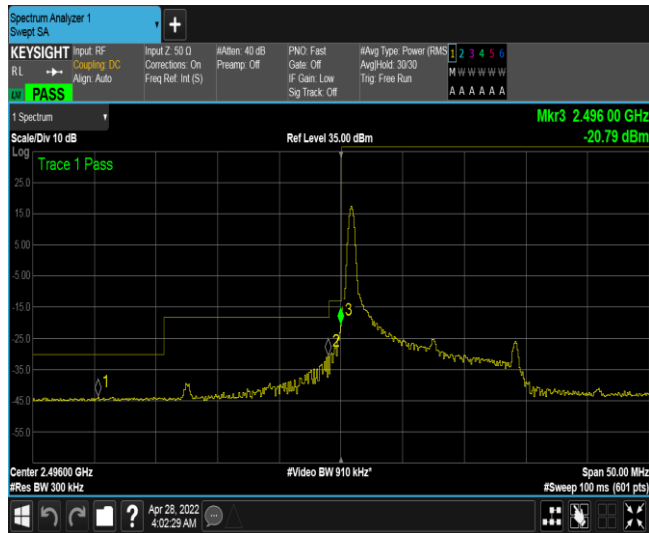 Spectrum Analyzer 1
Swept SA
+
KEYSIGHT
RL
LXI PASS
Input: RF
Coupling: DC
Align: Auto
Input Z: 50 Ω
Corrections: On
Freq Ref: Int (S)
#Atten: 40 dB
Preamp: Off
PNO: Fast
Gate: Off
IF Gain: Low
Sig Track: Off
#Avg Type: Power (RMS
Avg|Hold: 30/30
Trig: Free Run
1 2 3 4 5 6
M W W W W W
A A A A A A
1 Spectrum
Scale/Div 10 dB
Ref Level 35.00 dBm
Mkr3 2.496 00 GHz
-20.79 dBm
Log
Trace 1 Pass
25.0
15.0
5.00
-5.00
-15.0
-25.0
-35.0
-45.0
-55.0
3
2
1
Center 2.49600 GHz
#Res BW 300 kHz
#Video BW 910 kHz*
Span 50.00 MHz
#Sweep 100 ms (601 pts)
?
Apr 28, 2022
4:02:29 AM